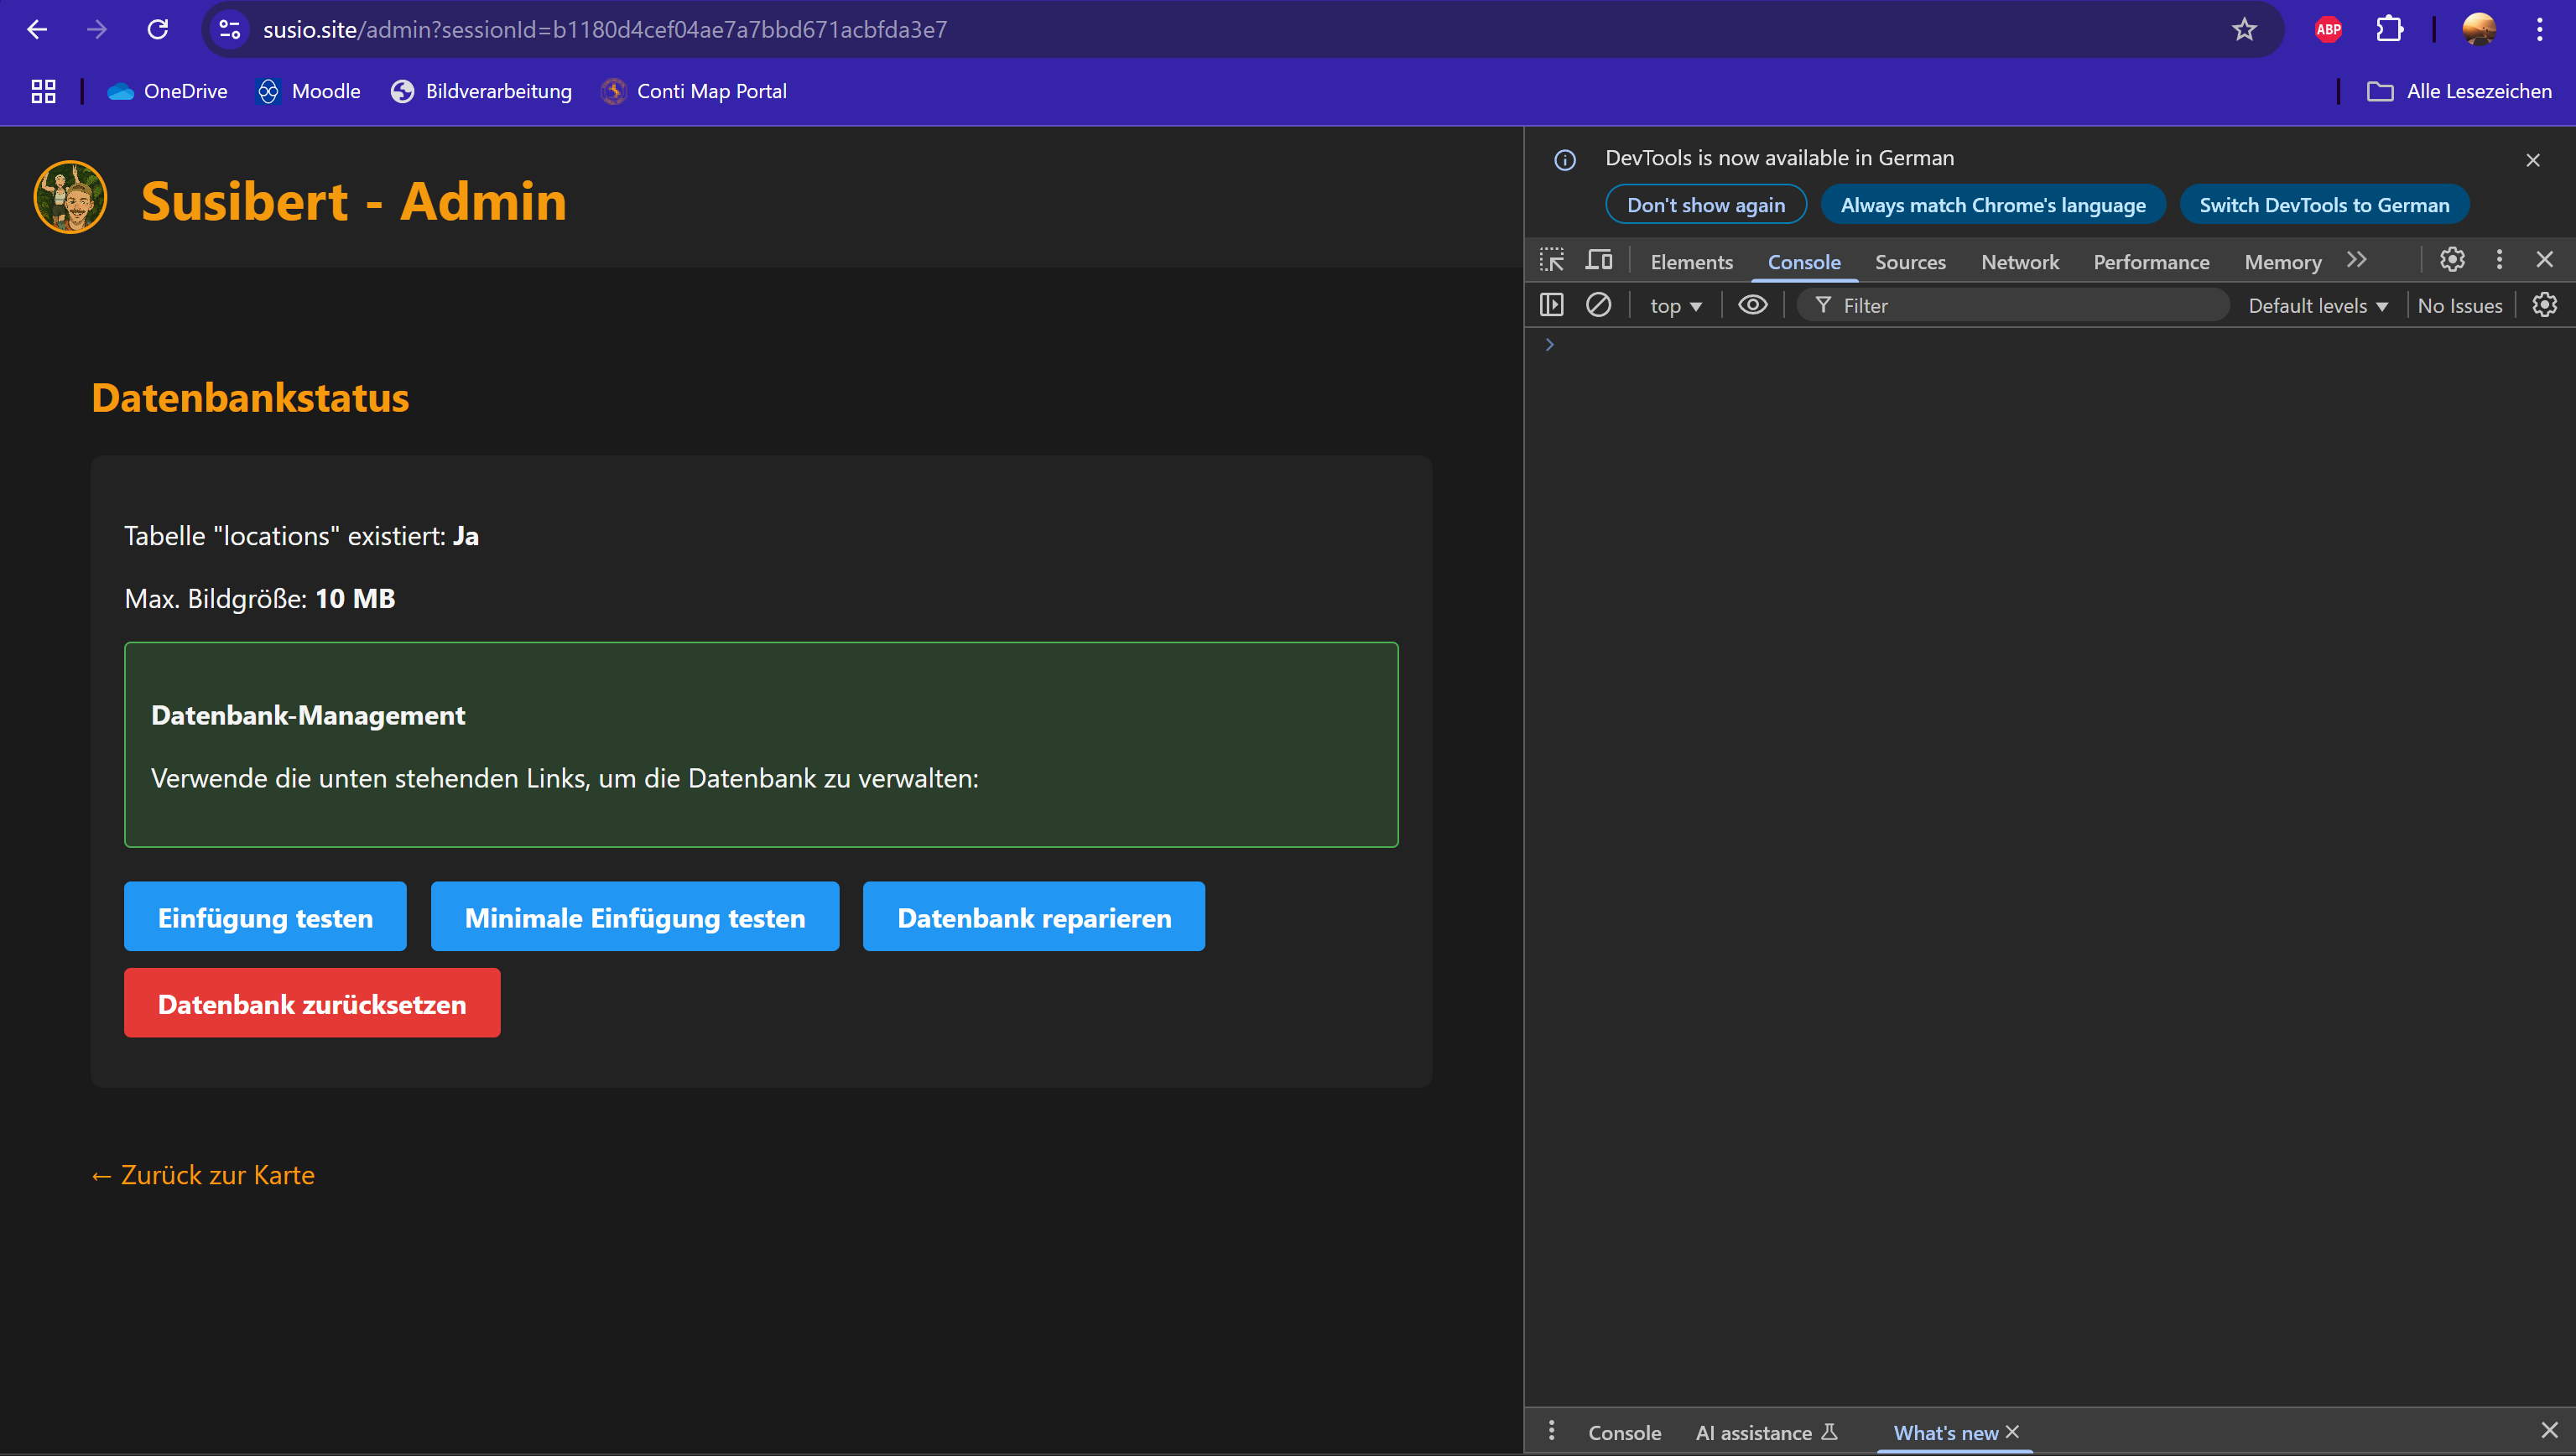 susio.site/admin?sessionId=b1180d4cef04ae7a7bbd671acbfda3e7
ABP
OneDrive
Moodle
Bildverarbeitung
Conti Map Portal
Alle Lesezeichen
Susibert - Admin
Datenbankstatus
Tabelle "locations" existiert: Ja
Max. Bildgröße: 10 MB
Datenbank-Management
Verwende die unten stehenden Links, um die Datenbank zu verwalten:
Einfügung testen
Minimale Einfügung testen
Datenbank reparieren
Datenbank zurücksetzen
← Zurück zur Karte
DevTools is now available in German
Don't show again
Always match Chrome's language
Switch DevTools to German
Elements
Console
Sources
Network
Performance
Memory
top
Filter
Default levels
No Issues
Console
AI assistance
What's new